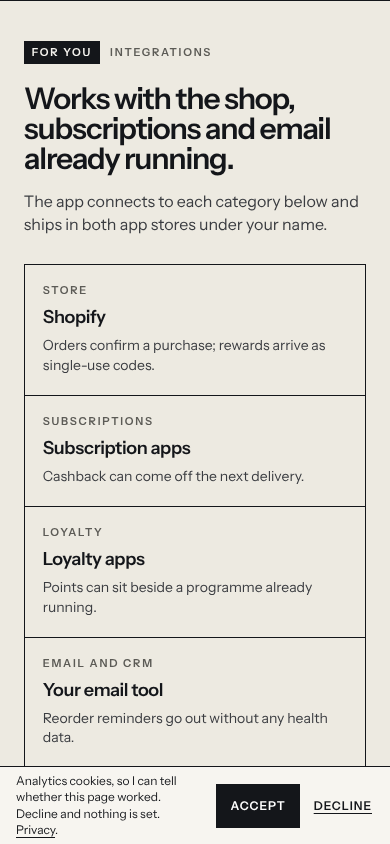 FOR YOU INTEGRATIONS
Works with the shop,
subscriptions and email
already running.
The app connects to each category below and
ships in both app stores under your name.
STORE
Shopify
Orders confirm a purchase; rewards arrive as
single-use codes.
SUBSCRIPTIONS
Subscription apps
Cashback can come off the next delivery.
LOYALTY
Loyalty apps
Points can sit beside a programme already
running.
EMAIL AND CRM
Your email tool
Reorder reminders go out without any health
data.
Analytics cookies, so I can tell
whether this page worked.
Decline and nothing is set.
Privacy.
ACCEPT
DECLINE